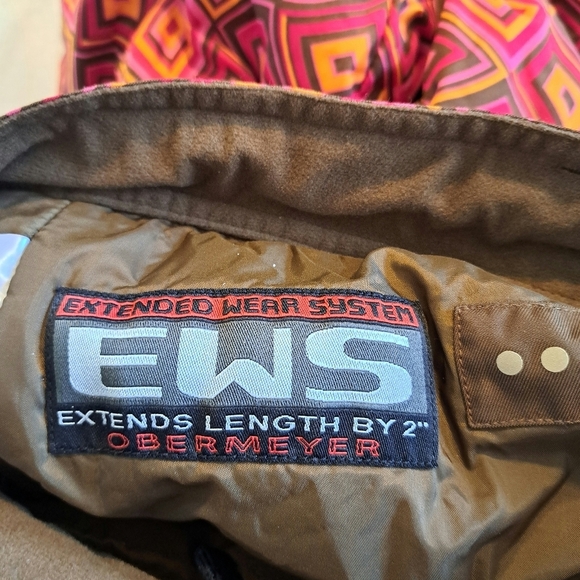 EXTENDED WEAR SYSTEM
EWS
EXTENDS LENGTH BY 2"
OBERMEYER